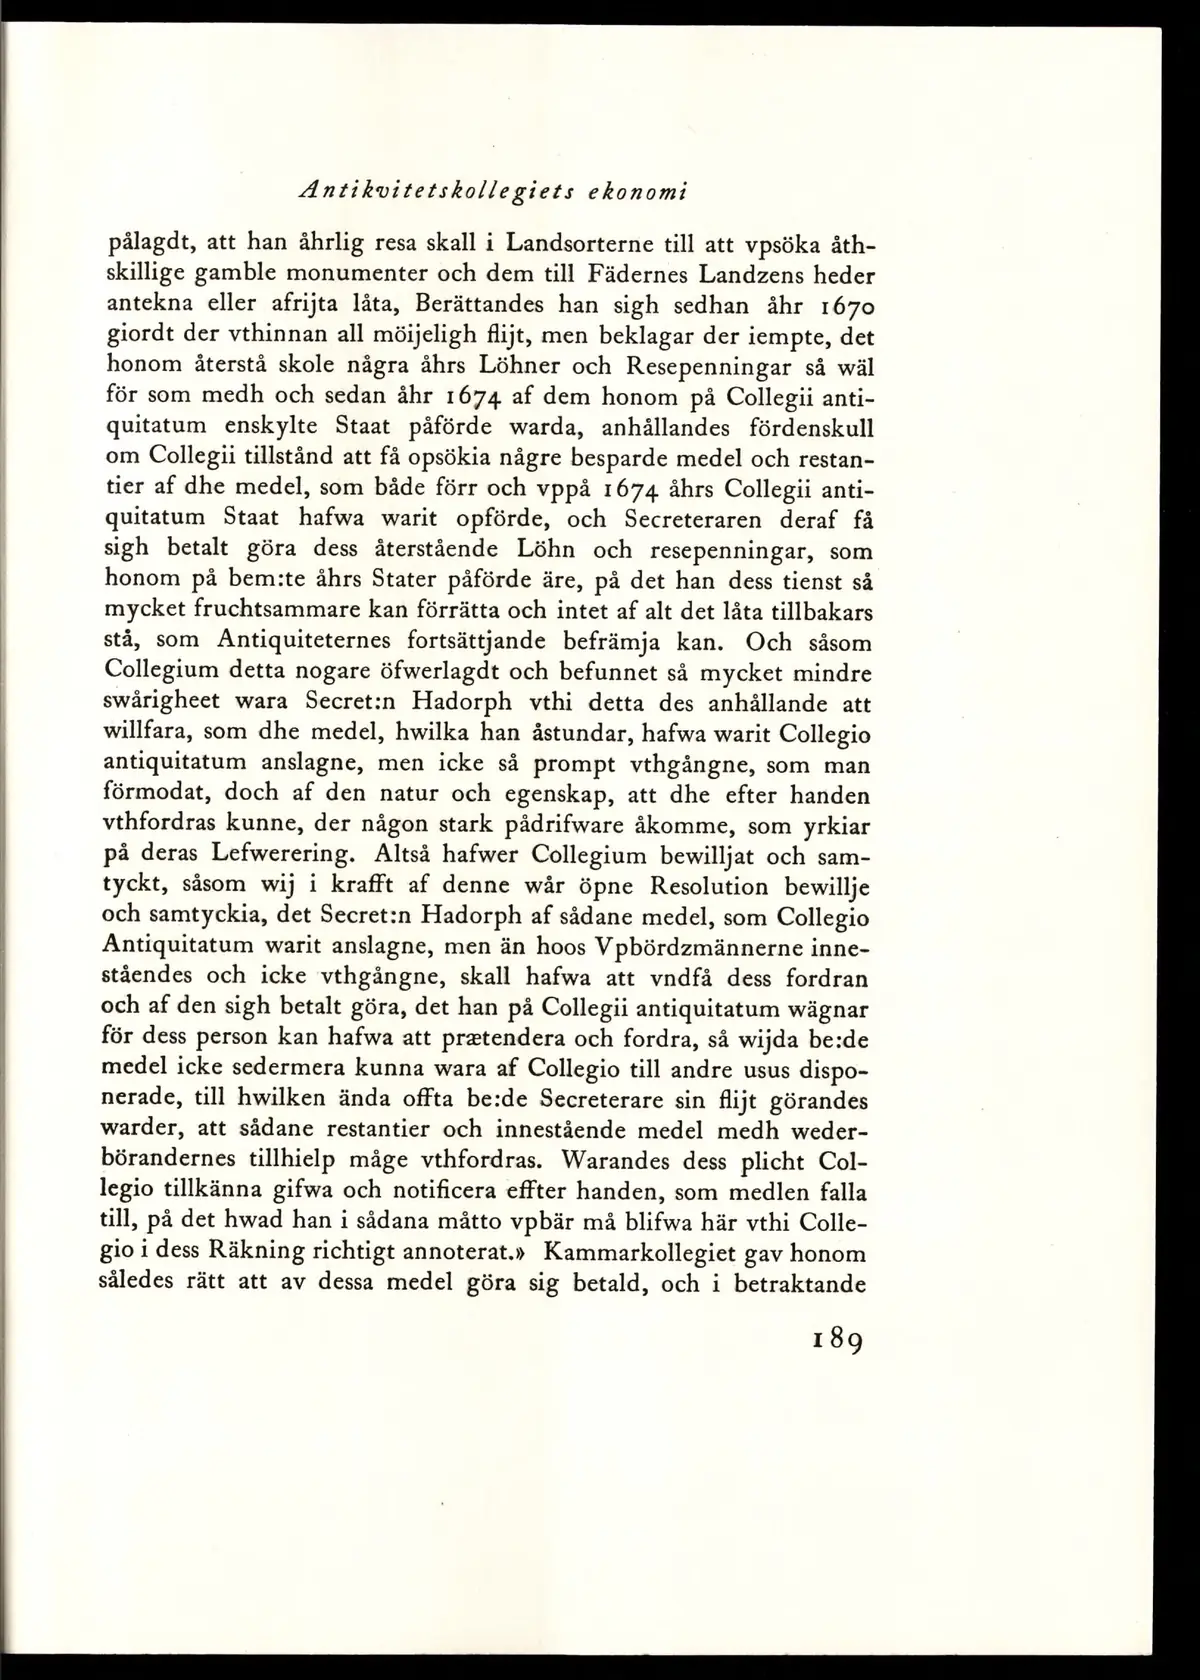 Antikvitetskollegiets ekonomi
pålagdt, att han åhrlig resa skall i Landsorterne till att vpsöka åth-
skillige gamble monumenter och dem till Fädernes Landzens heder
antekna eller afrijta låta, Berättandes han sigh sedhan åhr 1670
giordt der vthinnan all möijeligh flijt, men beklagar der iempte, det
honom återstå skole några åhrs Löhner och Resepenningar så wäl
för som medh och sedan åhr 1674 af dem honom på Collegii anti-
quitatum enskylte Staat påförde warda, anhållandes fördenskull
om Collegii tillstånd att få opsökia någre besparde medel och restan-
tier af dhe medel, som både förr och vppå 1674 åhrs Collegii anti-
quitatum Staat hafwa warit opförde, och Secreteraren deraf få
sigh betalt göra dess återstående Löhn och resepenningar, som
honom på bem:te åhrs Stater påförde äre, på det han dess tienst så
mycket fruchtsammare kan förrätta och intet af alt det låta tillbakars
stå, som Antiquiteternes fortsättjande befrämja kan. Och såsom
Collegium detta nogare öfwerlagdt och befunnet så mycket mindre
swårigheet wara Secret:n Hadorph vthi detta des anhållande att
willfara, som dhe medel, hwilka han åstundar, hafwa warit Collegio
antiquitatum anslagne, men icke så prompt vthgångne, som man
förmodat, doch af den natur och egenskap, att dhe efter handen
vthfordras kunne, der någon stark pådrifware åkomme, som yrkiar
på deras Lefwerering. Altså hafwer Collegium bewilljat och sam-
tyckt, såsom wij i krafft af denne wår öpne Resolution bewillje
och samtyckia, det Secret:n Hadorph af sådane medel, som Collegio
Antiquitatum warit anslagne, men än hoos Vpbördzmännerne inne-
ståendes och icke vthgångne, skall hafwa att vndfå dess fordran
och af den sigh betalt göra, det han på Collegii antiquitatum wägnar
för dess person kan hafwa att prætendera och fordra, så wijda be:de
medel icke sedermera kunna wara af Collegio till andre usus dispo-
nerade, till hwilken ända offta be:de Secreterare sin flijt görandes
warder, att sådane restantier och innestående medel medh weder-
börandernes tillhielp måge vthfordras. Warandes dess plicht Col-
legio tillkänna gifwa och notificera effter handen, som medlen falla
till, på det hwad han i sådana måtto vpbär må blifwa här vthi Colle-
gio i dess Räkning richtigt annoterat.» Kammarkollegiet gav honom
således rätt att av dessa medel göra sig betald, och i betraktande
189